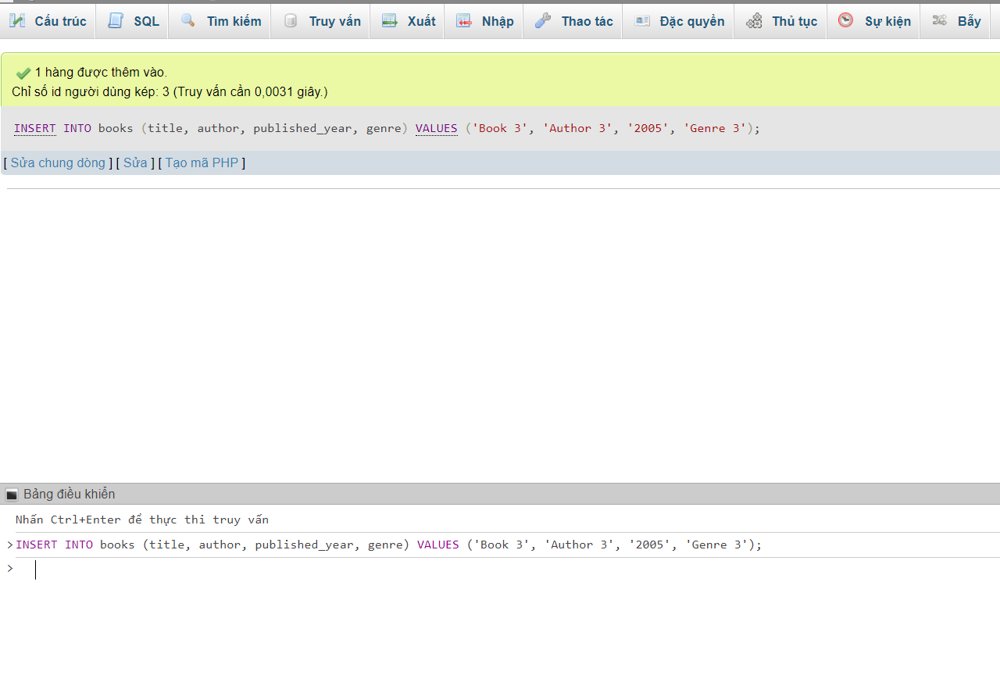 Cấu trúc SQL Tìm kiếm Truy vấn Xuất Nhập Thao tác Đặc quyền Thủ tục Sự kiện Bẫy
1 hàng được thêm vào.
Chỉ số id người dùng kép: 3 (Truy vấn cần 0,0031 giây.)
INSERT INTO books (title, author, published_year, genre) VALUES ('Book 3', 'Author 3', '2005', 'Genre 3');
[ Sửa chung dòng ] [ Sửa ] [ Tạo mã PHP ]
Bảng điều khiển
Nhấn Ctrl+Enter để thực thi truy vấn
>INSERT INTO books (title, author, published_year, genre) VALUES ('Book 3', 'Author 3', '2005', 'Genre 3');
>